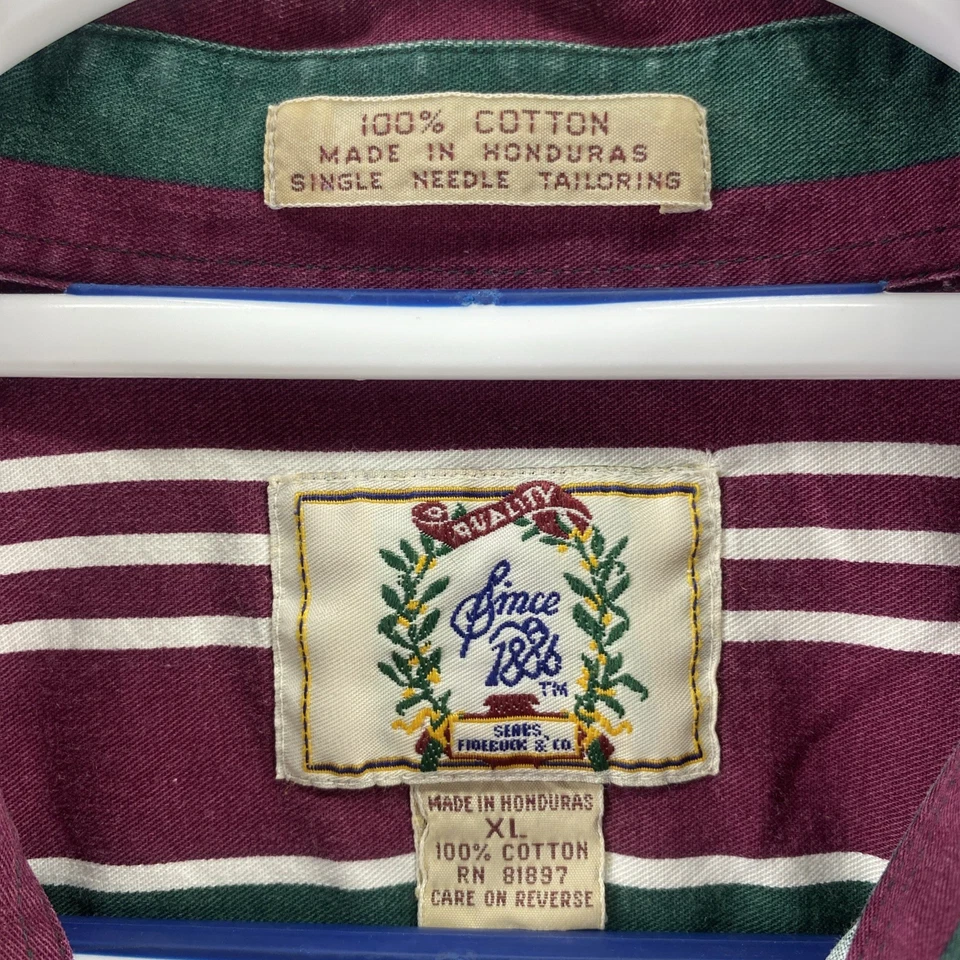 100% COTTON
MADE IN HONDURAS
SINGLE NEEDLE TAILORING
QUALITY
Since
1886
TM
SEARS,
ROEBUCK & CO.
MADE IN HONDURAS
XL
100% COTTON
RN 81897
CARE ON REVERSE